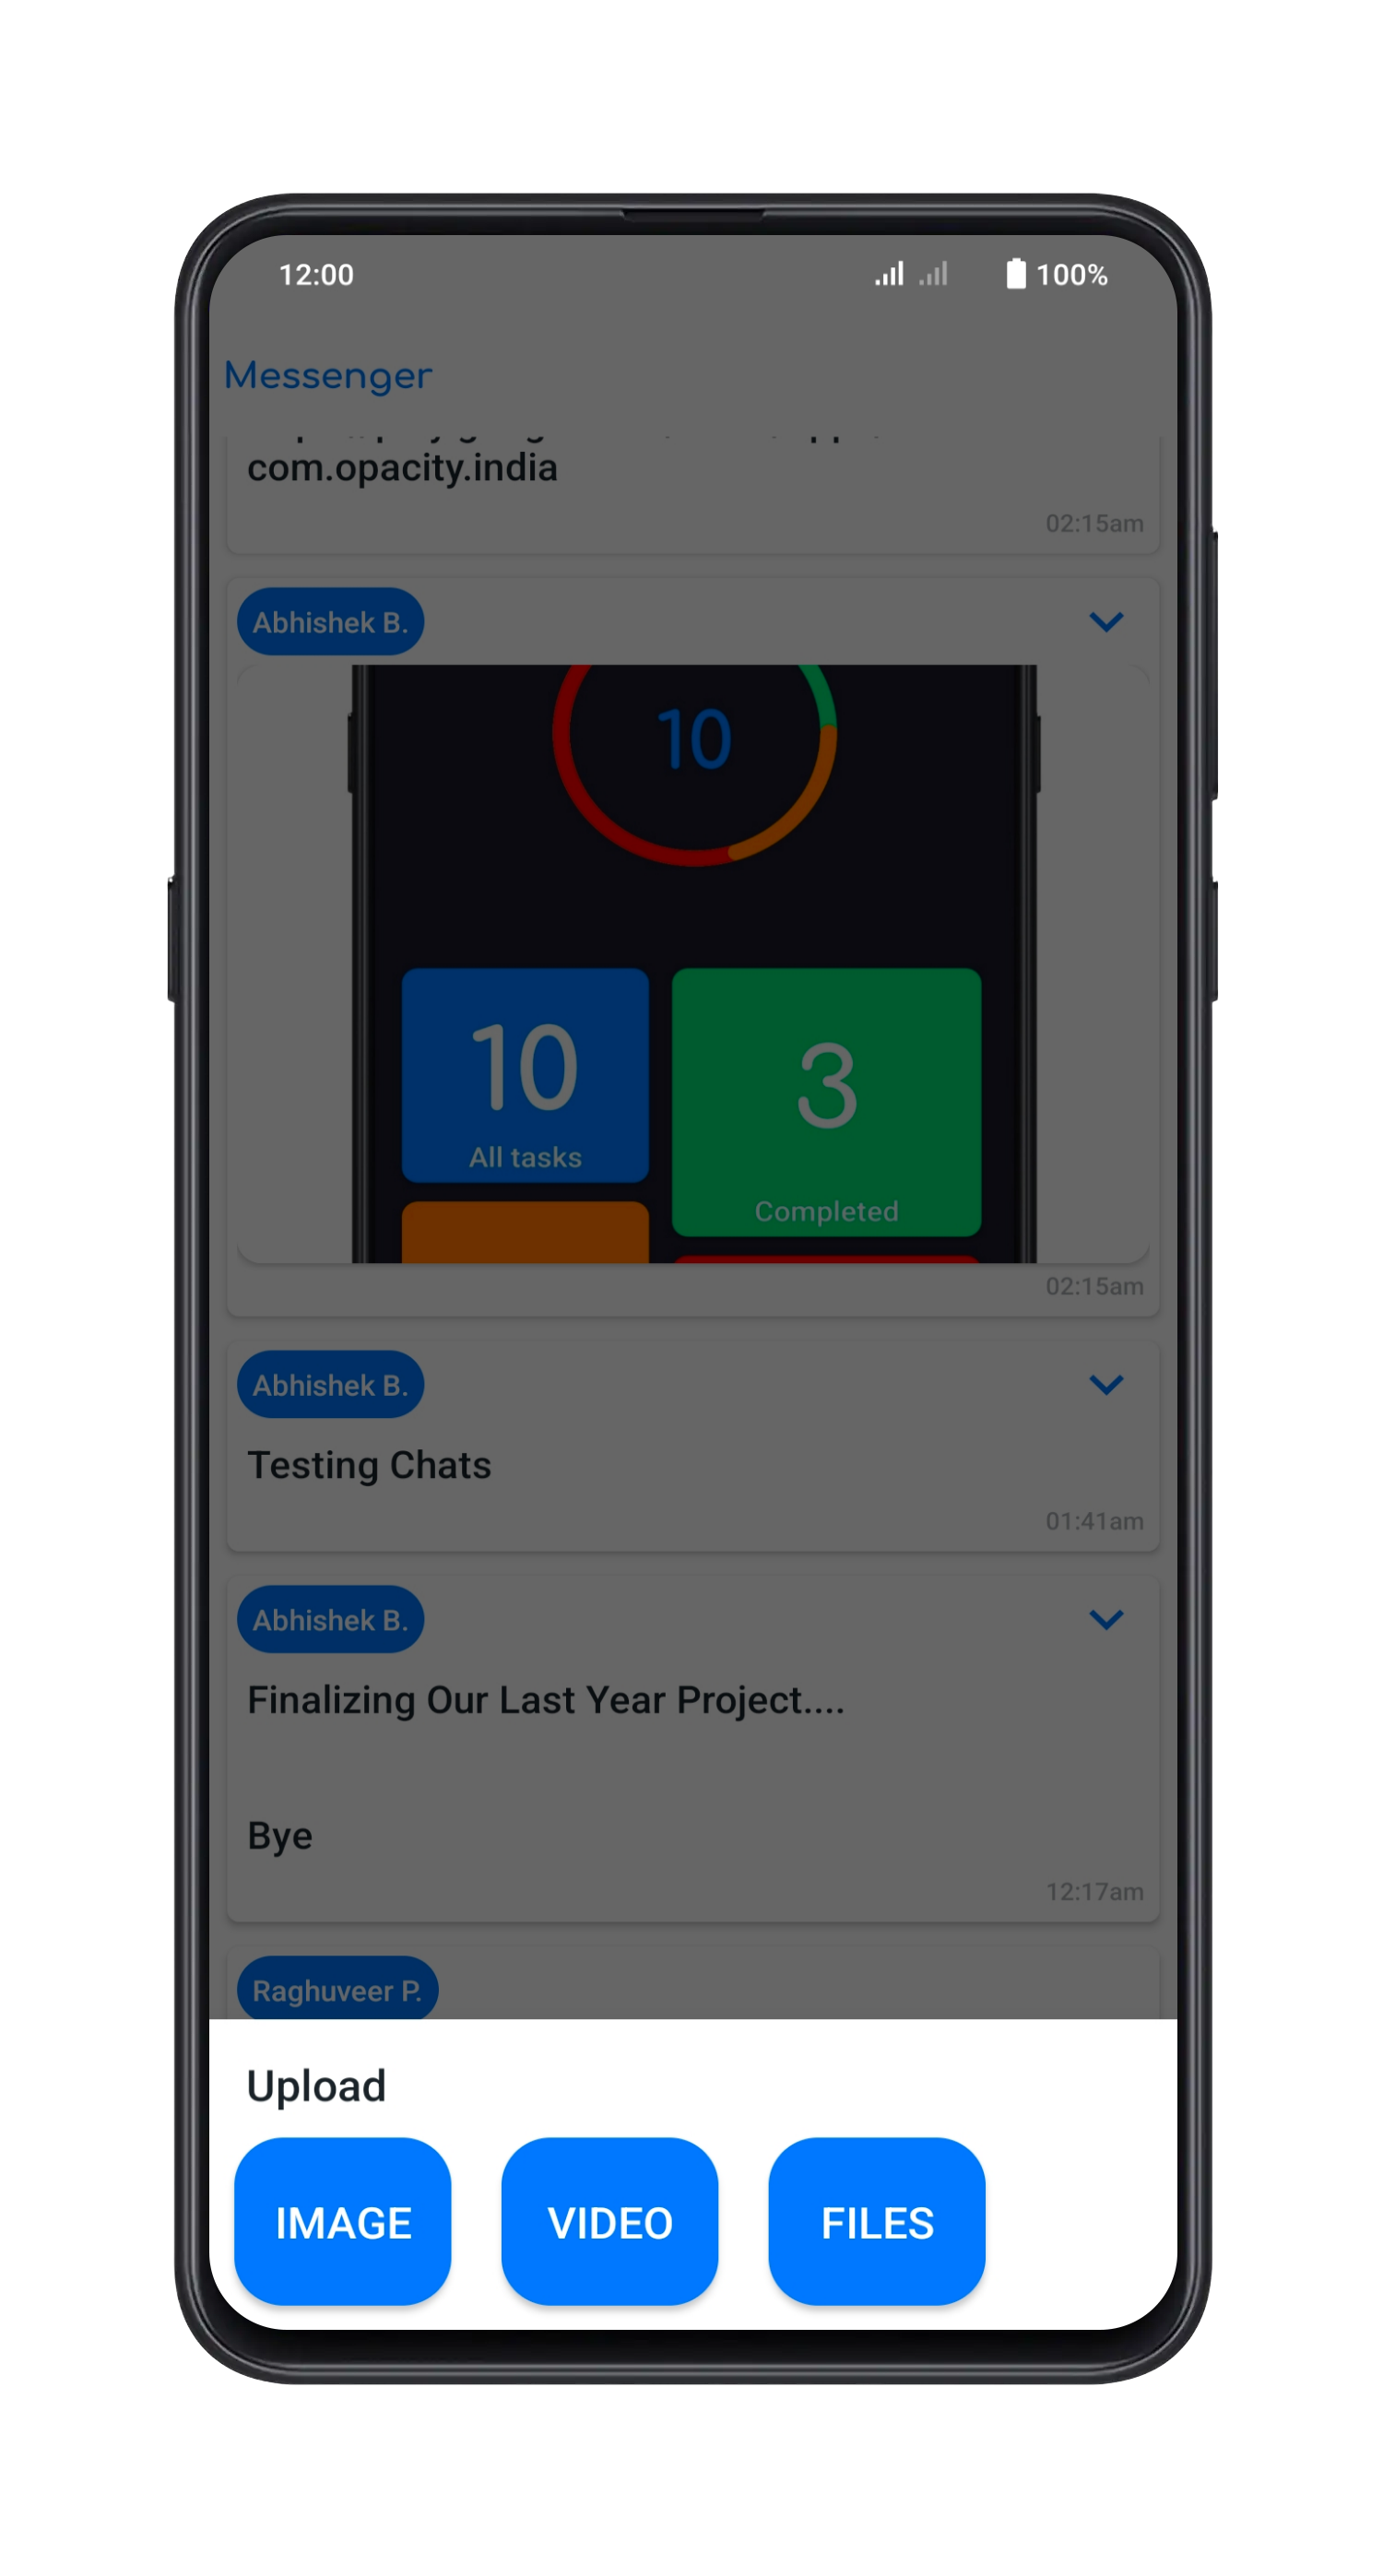 12:00
100%
Messenger
com.opacity.india
02:15am
Abhishek B.
10
10
3
All tasks
Completed
02:15am
Abhishek B.
Testing Chats
01:41am
Abhishek B.
Finalizing Our Last Year Project....
Bye
12:17am
Raghuveer P.
Upload
IMAGE VIDEO FILES